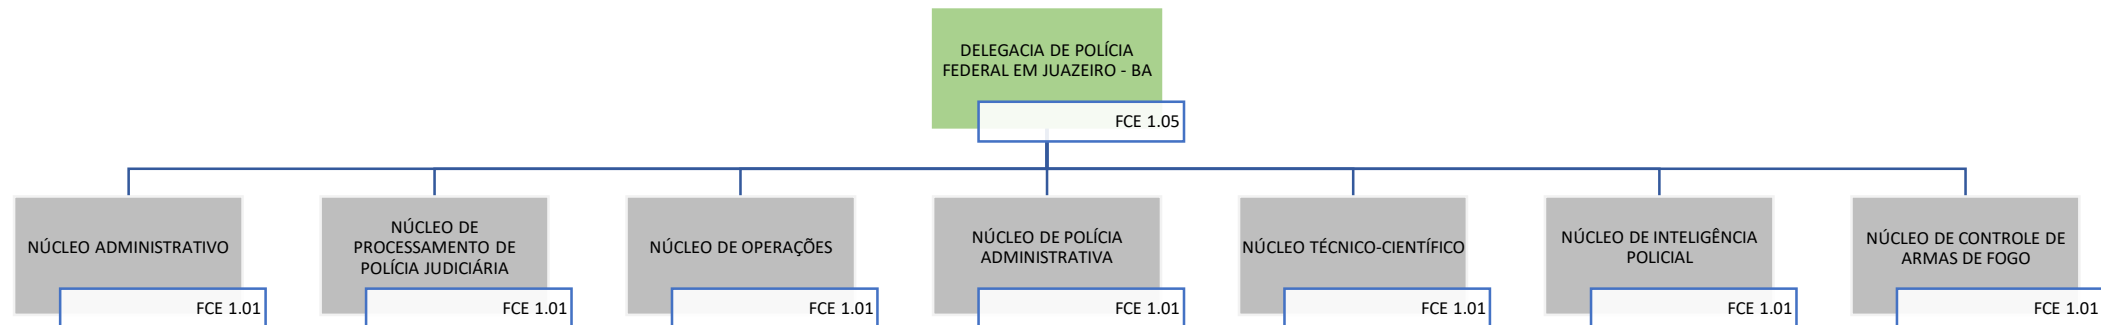 DELEGACIA DE POLÍCIA
FEDERAL EM JUAZEIRO - BA
FCE 1.05
NÚCLEO ADMINISTRATIVO
FCE 1.01
NÚCLEO DE
PROCESSAMENTO DE
POLÍCIA JUDICIÁRIA
FCE 1.01
NÚCLEO DE OPERAÇÕES
FCE 1.01
NÚCLEO DE POLÍCIA
ADMINISTRATIVA
FCE 1.01
NÚCLEO TÉCNICO-CIENTÍFICO
FCE 1.01
NÚCLEO DE INTELIGÊNCIA
POLICIAL
FCE 1.01
NÚCLEO DE CONTROLE DE
ARMAS DE FOGO
FCE 1.01